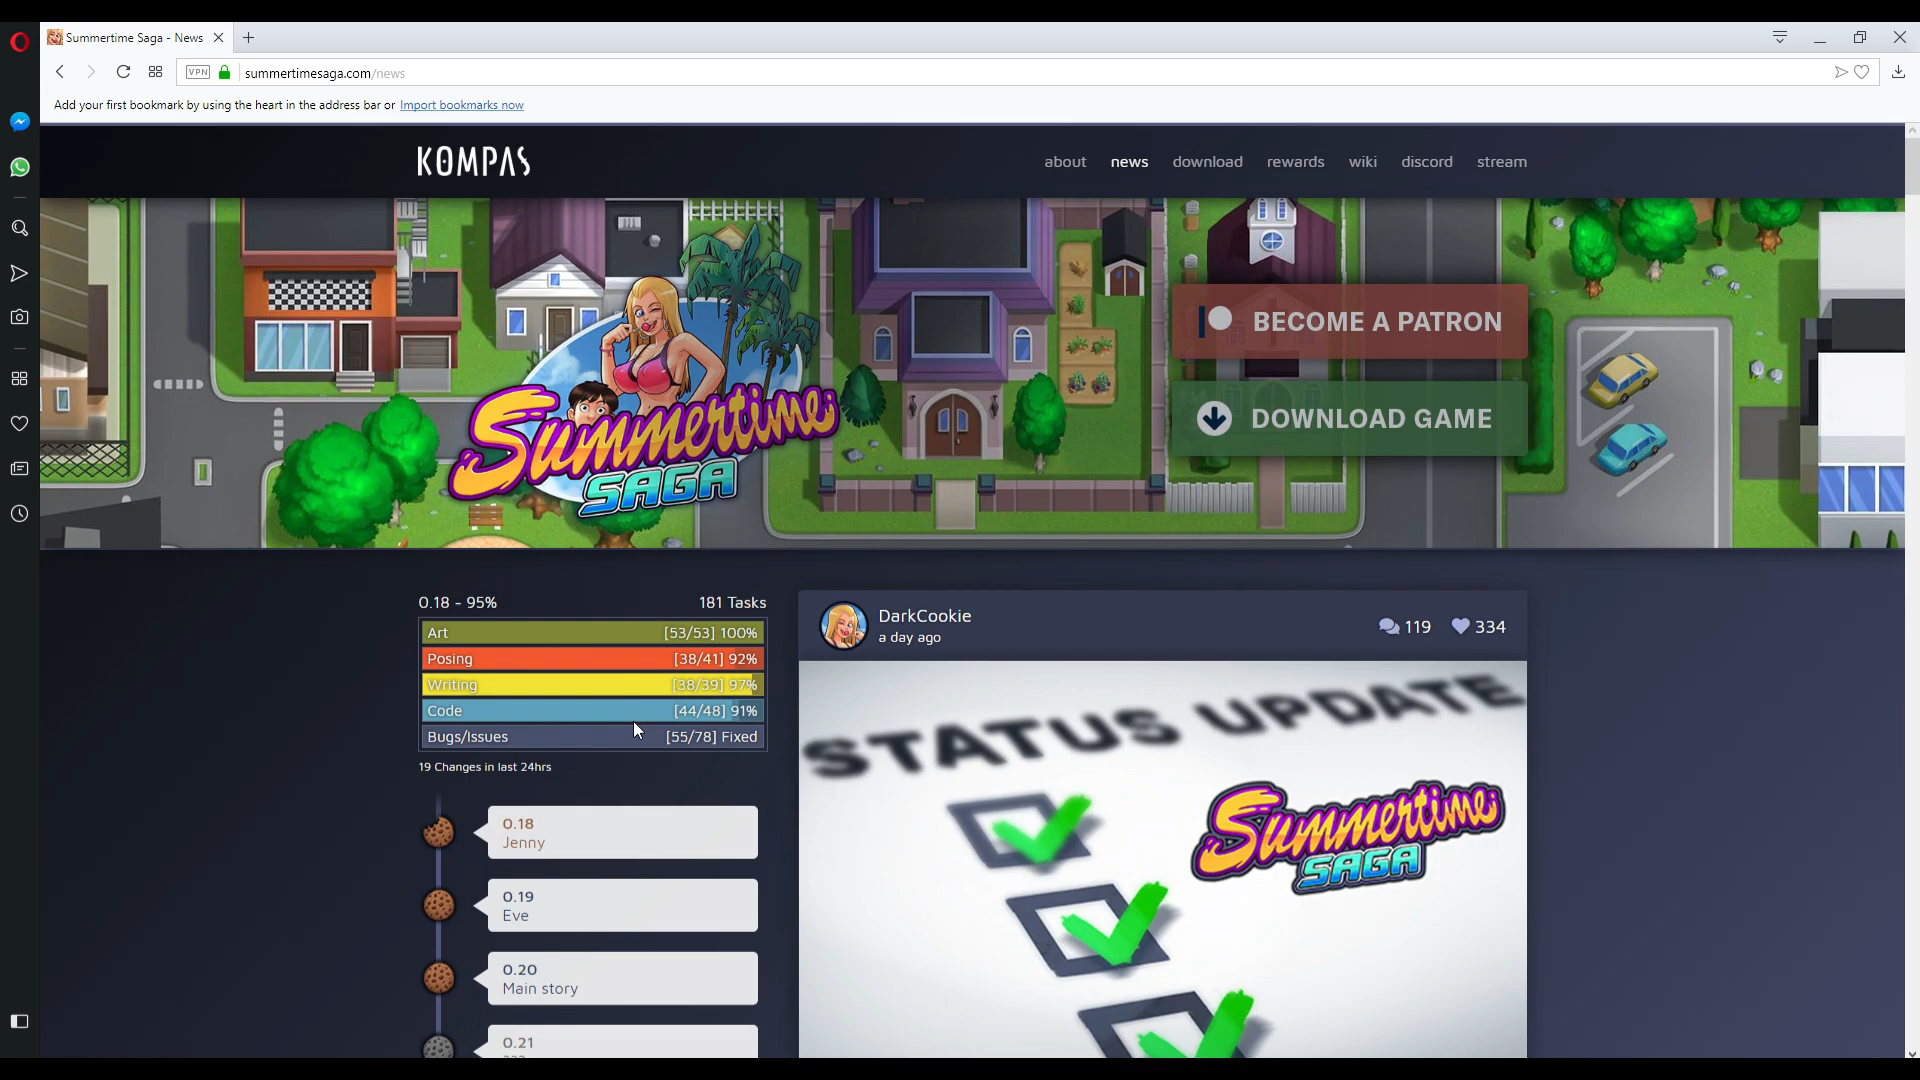 Summertime Saga - News
VPN
summertimesaga.com/news
Add your first bookmark by using the heart in the address bar or Import bookmarks now
KOMPAS
about news download rewards wiki discord stream
BECOME A PATRON
DOWNLOAD GAME
Summertime
SAGA
0.18 - 95% 181 Tasks
Art [53/53] 100%
Posing [38/41] 92%
Writing [38/39] 97%
Code [44/48] 91%
Bugs/Issues [55/78] Fixed
19 Changes in last 24hrs
0.18
Jenny
0.19
Eve
0.20
Main story
0.21
DarkCookie
a day ago
119 334
STATUS UPDATE
Summertime
SAGA